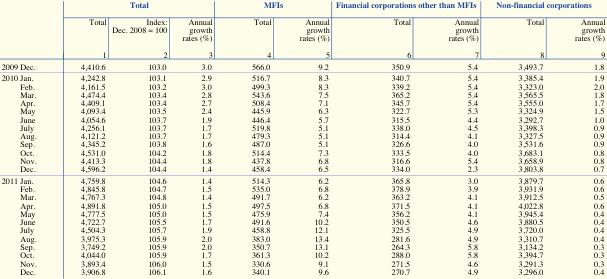 Total MFIs Financial corporations other than MFIs Non-financial corporations
Total Index: Annual Total Annual Total Annual Total Annual
Dec. 2008 = 100 growth growth growth growth
rates (%) rates (%) rates (%) rates (%)
1 2 3 4 5 6 7 8 9
2009 Dec. 4,410.6 103.0 3.0 566.0 9.2 350.9 5.4 3,493.7 1.8
2010 Jan. 4,242.8 103.1 2.9 516.7 8.3 340.7 5.4 3,385.4 1.9
Feb. 4,161.5 103.2 3.0 499.3 8.3 339.2 5.4 3,323.0 2.0
Mar. 4,474.4 103.4 2.8 543.6 7.5 365.2 5.4 3,565.5 1.8
Apr. 4,409.1 103.4 2.7 508.4 7.1 345.7 5.4 3,555.0 1.7
May 4,093.4 103.5 2.4 445.9 6.3 322.7 5.3 3,324.9 1.5
June 4,054.6 103.7 1.9 446.4 5.7 315.5 4.4 3,292.7 1.0
July 4,256.1 103.7 1.7 519.8 5.1 338.0 4.5 3,398.3 0.9
Aug. 4,121.2 103.7 1.7 479.3 5.1 314.4 4.1 3,327.5 0.9
Sep. 4,345.2 103.8 1.6 487.0 5.1 326.6 4.0 3,531.6 0.9
Oct. 4,531.0 104.2 1.8 514.4 7.3 333.5 4.0 3,683.1 0.8
Nov. 4,413.3 104.4 1.8 437.8 6.8 316.6 5.4 3,658.9 0.8
Dec. 4,596.2 104.4 1.4 458.4 6.5 334.0 2.3 3,803.8 0.7
2011 Jan. 4,759.8 104.6 1.4 514.3 6.2 365.8 3.0 3,879.7 0.6
Feb. 4,845.8 104.7 1.5 535.0 6.8 378.9 3.9 3,931.9 0.6
Mar. 4,767.3 104.8 1.4 491.7 6.2 363.2 4.1 3,912.5 0.5
Apr. 4,891.8 105.0 1.5 497.5 6.8 371.5 4.1 4,022.8 0.6
May 4,777.5 105.0 1.5 475.9 7.4 356.2 4.1 3,945.4 0.4
June 4,722.7 105.7 1.7 491.6 10.2 350.5 4.6 3,880.5 0.4
July 4,504.3 105.7 1.9 458.8 12.1 325.5 4.9 3,720.0 0.4
Aug. 3,975.3 105.9 2.0 383.0 13.4 281.6 4.9 3,310.7 0.4
Sep. 3,749.2 105.9 2.0 350.7 13.1 264.3 5.8 3,134.2 0.3
Oct. 4,044.0 105.9 1.7 361.3 10.2 288.0 5.8 3,394.7 0.3
Nov. 3,893.4 106.0 1.5 330.6 9.1 271.5 4.6 3,291.3 0.3
Dec. 3,906.8 106.1 1.6 340.1 9.6 270.7 4.9 3,296.0 0.3